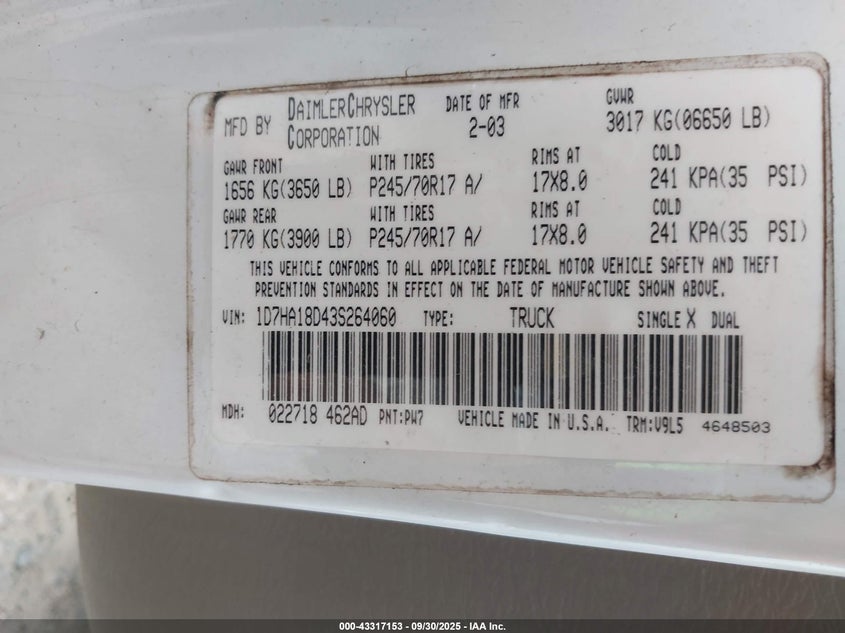 MFD BY DAIMLERCHRYSLER CORPORATION DATE OF MFR 2-03 GVWR 3017 KG(06650 LB)
GAWR FRONT WITH TIRES RIMS AT COLD
1656 KG(3650 LB) P245/70R17 A/ 17X8.0 241 KPA(35 PSI)
GAWR REAR WITH TIRES RIMS AT COLD
1770 KG(3900 LB) P245/70R17 A/ 17X8.0 241 KPA(35 PSI)
THIS VEHICLE CONFORMS TO ALL APPLICABLE FEDERAL MOTOR VEHICLE SAFETY AND THEFT
PREVENTION STANDARDS IN EFFECT ON THE DATE OF MANUFACTURE SHOWN ABOVE.
VIN: 1D7HA18D43S264060 TYPE: TRUCK SINGLE X DUAL
MDH: 022718 462AD PNT:PW7 VEHICLE MADE IN U.S.A. TRM:V9L5 4648503
000-43317153 - 09/30/2025 - IAA Inc.